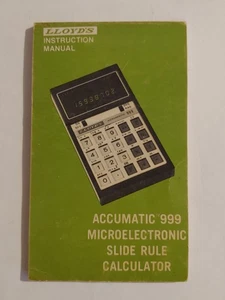 LLOYD'S
INSTRUCTION
MANUAL
ACCUMATIC '999
MICROELECTRONIC
SLIDE RULE
CALCULATOR